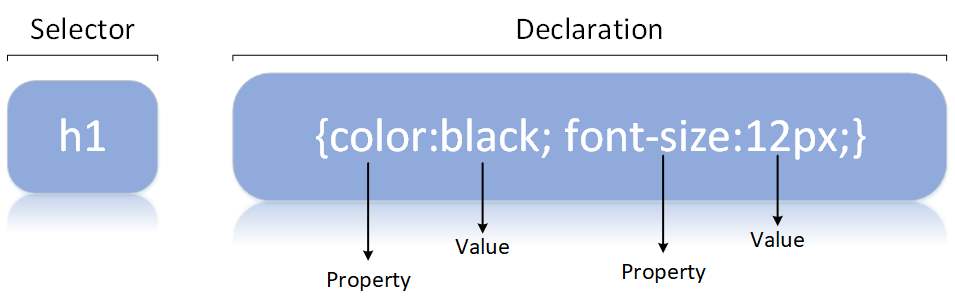 Selector
Declaration
h1
{color:black; font-size:12px;}
Value
Value
Property
Property